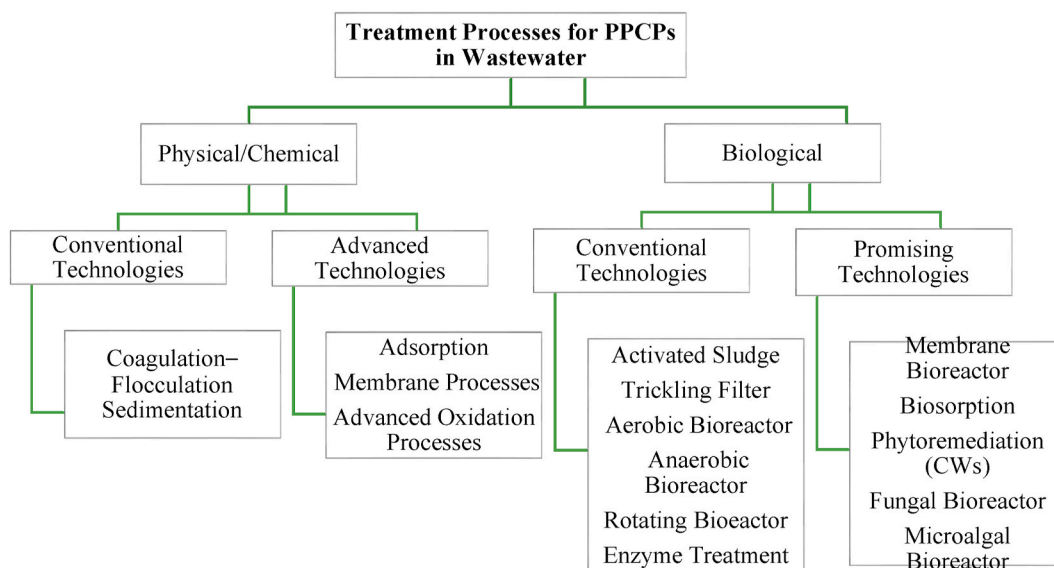 Treatment Processes for PPCPs
in Wastewater
Physical/Chemical
Biological
Conventional
Technologies
Advanced
Technologies
Conventional
Technologies
Promising
Technologies
Coagulation–
Flocculation
Sedimentation
Adsorption
Membrane Processes
Advanced Oxidation
Processes
Activated Sludge
Trickling Filter
Aerobic Bioreactor
Anaerobic
Bioreactor
Rotating Bioeactor
Enzyme Treatment
Membrane
Bioreactor
Biosorption
Phytoremediation
(CWs)
Fungal Bioreactor
Microalgal
Bioreactor